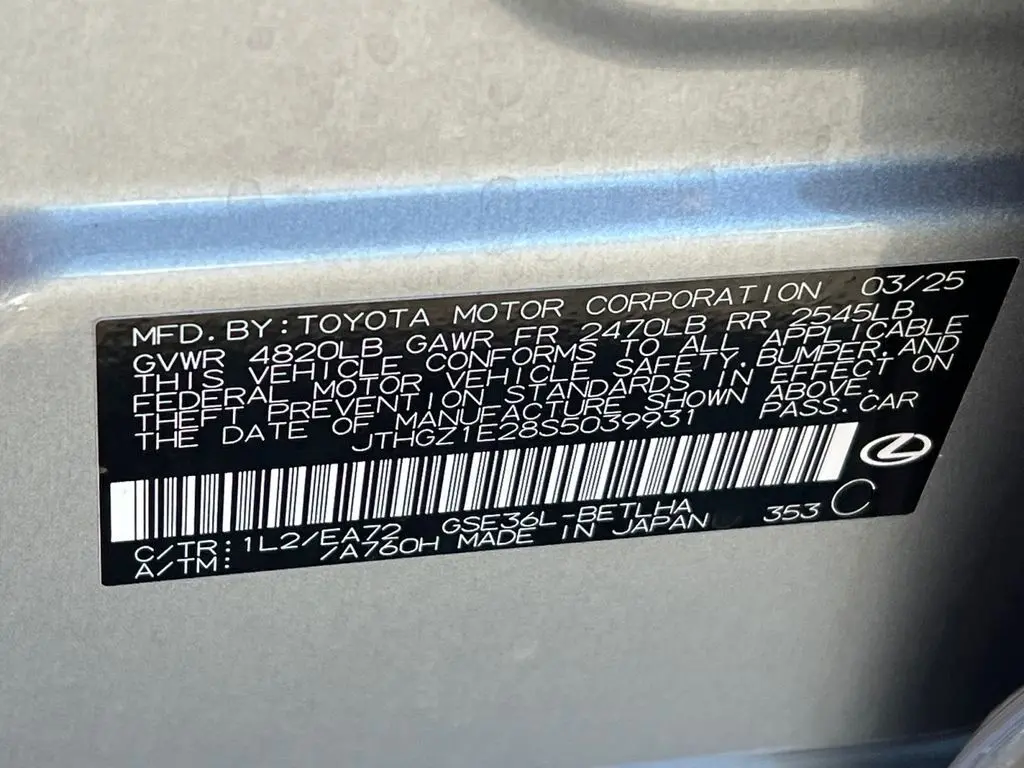 MFD. BY: TOYOTA MOTOR CORPORATION 03/25
GVWR 4820LB GAWR FR 2470LB RR 2545LB
THIS VEHICLE CONFORMS TO ALL APPLICABLE
FEDERAL MOTOR VEHICLE SAFETY, BUMPER, AND
THEFT PREVENTION STANDARDS IN EFFECT ON
THE DATE OF MANUFACTURE SHOWN ABOVE.
JTHGZ1E28S5039931 PASS. CAR
C/TR: 1L2/EA72 GSE36L-BETLHA
A/TM: /A760H MADE IN JAPAN 353 C